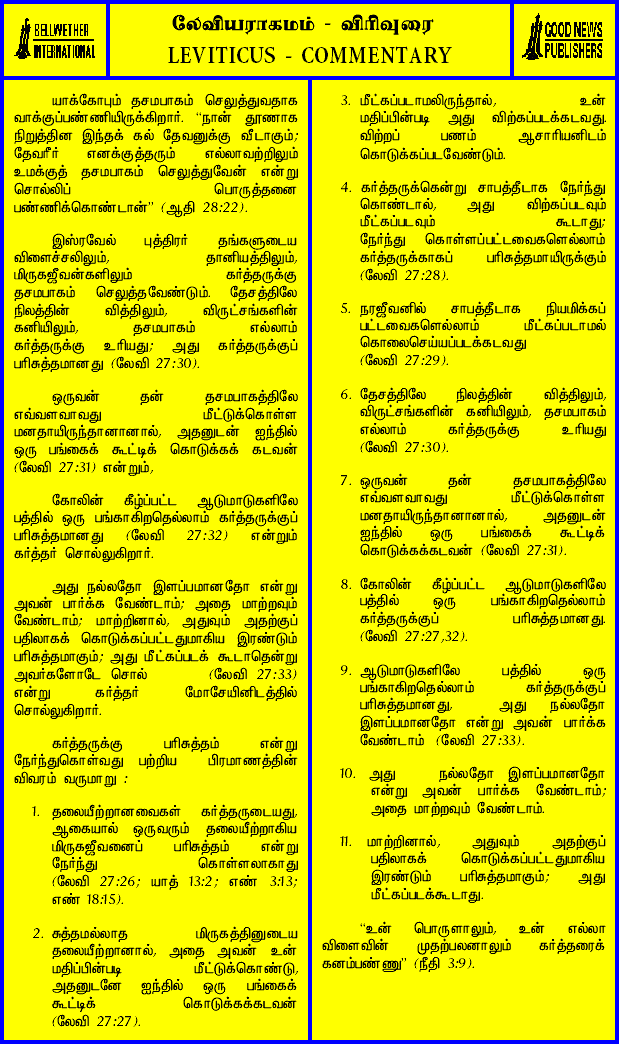 BELLWETHER
INTERNATIONAL
லேவியராகமம் - விரிவுரை
LEVITICUS - COMMENTARY
GOOD NEWS
PUBLISHERS
யாக்கோபும் தசமபாகம் செலுத்துவதாக
வாக்குப்பண்ணியிருக்கிறார். “நான் தூணாக
நிறுத்தின இந்தக் கல் தேவனுக்கு வீடாகும்;
தேவரீர் எனக்குத்தரும் எல்லாவற்றிலும்
உமக்குத் தசமபாகம் செலுத்துவேன் என்று
சொல்லிப் பொருத்தனை
பண்ணிக்கொண்டான்” (ஆதி 28:22).
இஸ்ரவேல் புத்திரர் தங்களுடைய
விளைச்சலிலும், தானியத்திலும்,
மிருகஜீவன்களிலும் கர்த்தருக்கு
தசமபாகம் செலுத்தவேண்டும். தேசத்திலே
நிலத்தின் வித்திலும், விருட்சங்களின்
கனியிலும், தசமபாகம் எல்லாம்
கர்த்தருக்கு உரியது; அது கர்த்தருக்குப்
பரிசுத்தமானது (லேவி 27:30).
ஒருவன் தன் தசமபாகத்திலே
எவ்வளவாவது மீட்டுக்கொள்ள
மனதாயிருந்தானானால், அதனுடன் ஐந்தில்
ஒரு பங்கைக் கூட்டிக் கொடுக்கக் கடவன்
(லேவி 27:31) என்றும்,
கோலின் கீழ்ப்பட்ட ஆடுமாடுகளிலே
பத்தில் ஒரு பங்காகிறதெல்லாம் கர்த்தருக்குப்
பரிசுத்தமானது (லேவி 27:32) என்றும்
கர்த்தர் சொல்லுகிறார்.
அது நல்லதோ இளப்பமானதோ என்று
அவன் பார்க்க வேண்டாம்; அதை மாற்றவும்
வேண்டாம்; மாற்றினால், அதுவும் அதற்குப்
பதிலாகக் கொடுக்கப்பட்டதுமாகிய இரண்டும்
பரிசுத்தமாகும்; அது மீட்கப்படக் கூடாதென்று
அவர்களோடே சொல் (லேவி 27:33)
என்று கர்த்தர் மோசேயினிடத்தில்
சொல்லுகிறார்.
கர்த்தருக்கு பரிசுத்தம் என்று
நேர்ந்துகொள்வது பற்றிய பிரமாணத்தின்
விவரம் வருமாறு :
1. தலையீற்றானவைகள் கர்த்தருடையது,
ஆகையால் ஒருவரும் தலையீற்றாகிய
மிருகஜீவனைப் பரிசுத்தம் என்று
நேர்ந்து கொள்ளலாகாது
(லேவி 27:26; யாத் 13:2; எண் 3:13;
எண் 18:15).
2. சுத்தமல்லாத மிருகத்தினுடைய
தலையீற்றானால், அதை அவன் உன்
மதிப்பின்படி மீட்டுக்கொண்டு,
அதனுடனே ஐந்தில் ஒரு பங்கைக்
கூட்டிக் கொடுக்கக்கடவன்
(லேவி 27:27).
3. மீட்கப்படாமலிருந்தால், உன்
மதிப்பின்படி அது விற்கப்படக்கடவது.
விற்றப் பணம் ஆசாரியனிடம்
கொடுக்கப்படவேண்டும்.
4. கர்த்தருக்கென்று சாபத்தீடாக நேர்ந்து
கொண்டால், அது விற்கப்படவும்
மீட்கப்படவும் கூடாது;
நேர்ந்து கொள்ளப்பட்டவைகளெல்லாம்
கர்த்தருக்காகப் பரிசுத்தமாயிருக்கும்
(லேவி 27:28).
5. நரஜீவனில் சாபத்தீடாக நியமிக்கப்
பட்டவைகளெல்லாம் மீட்கப்படாமல்
கொலைசெய்யப்படக்கடவது
(லேவி 27:29).
6. தேசத்திலே நிலத்தின் வித்திலும்,
விருட்சங்களின் கனியிலும், தசமபாகம்
எல்லாம் கர்த்தருக்கு உரியது
(லேவி 27:30).
7. ஒருவன் தன் தசமபாகத்திலே
எவ்வளவாவது மீட்டுக்கொள்ள
மனதாயிருந்தானானால், அதனுடன்
ஐந்தில் ஒரு பங்கைக் கூட்டிக்
கொடுக்கக்கடவன் (லேவி 27:31).
8. கோலின் கீழ்ப்பட்ட ஆடுமாடுகளிலே
பத்தில் ஒரு பங்காகிறதெல்லாம்
கர்த்தருக்குப் பரிசுத்தமானது.
(லேவி 27:27,32).
9. ஆடுமாடுகளிலே பத்தில் ஒரு
பங்காகிறதெல்லாம் கர்த்தருக்குப்
பரிசுத்தமானது, அது நல்லதோ
இளப்பமானதோ என்று அவன் பார்க்க
வேண்டாம் (லேவி 27:33).
10. அது நல்லதோ இளப்பமானதோ
என்று அவன் பார்க்க வேண்டாம்;
அதை மாற்றவும் வேண்டாம்.
11. மாற்றினால், அதுவும் அதற்குப்
பதிலாகக் கொடுக்கப்பட்டதுமாகிய
இரண்டும் பரிசுத்தமாகும்; அது
மீட்கப்படக்கூடாது.
“உன் பொருளாலும், உன் எல்லா
விளைவின் முதற்பலனாலும் கர்த்தரைக்
கனம்பண்ணு” (நீதி 3:9).